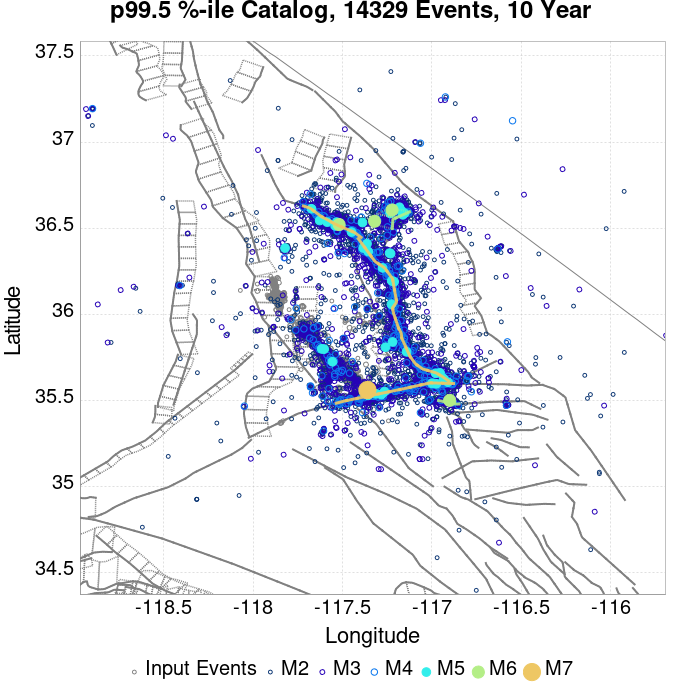 p99.5 %-ile Catalog, 14329 Events, 10 Year
37.5
37
36.5
36
35.5
35
34.5
Latitude
-118.5 -118 -117.5 -117 -116.5 -116
Longitude
Input Events M2 M3 M4 M5 M6 M7